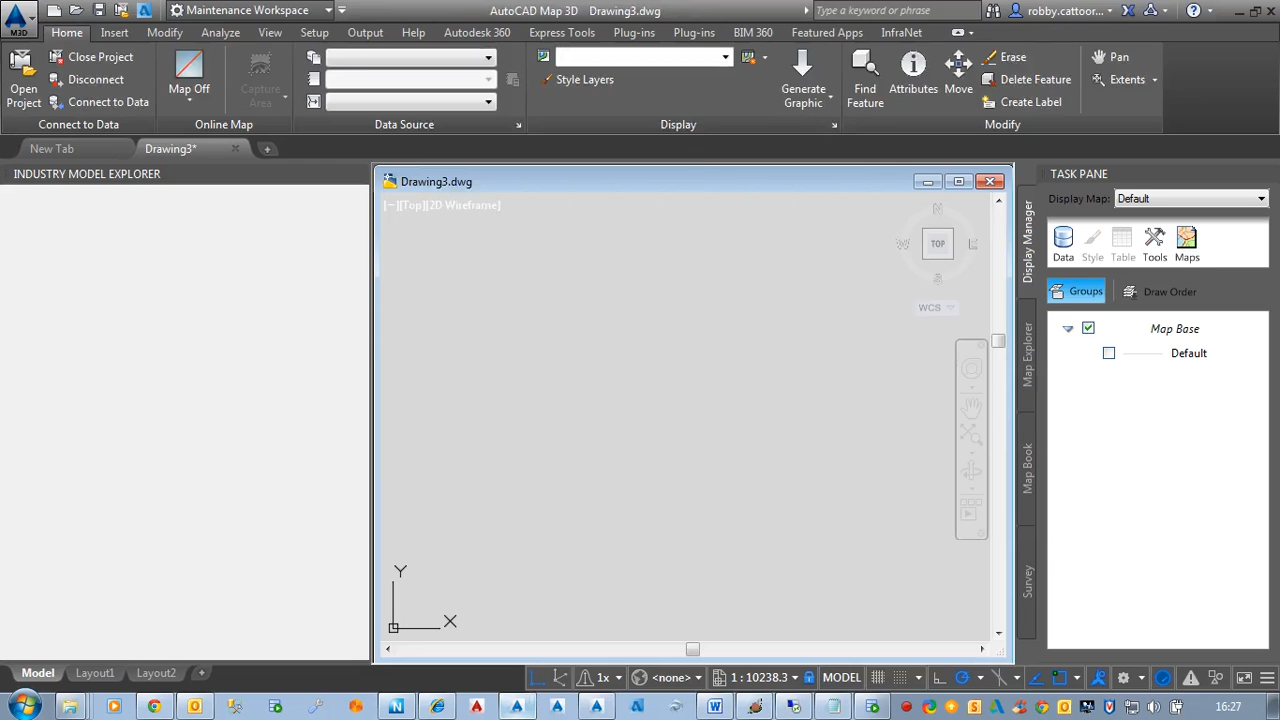 Maintenance Workspace
AutoCAD Map 3D Drawing3.dwg
Type a keyword or phrase
robby.cattoor...
M3D
Home Insert Modify Analyze View Setup Output Help Autodesk 360 Express Tools Plug-ins Plug-ins BIM 360 Featured Apps InfraNet
Open Project
Close Project
Disconnect
Connect to Data
Connect to Data
Map Off
Capture Area
Online Map
Data Source
Style Layers
Generate Graphic
Display
Find Feature
Attributes
Move
Erase
Delete Feature
Create Label
Pan
Extents
Modify
New Tab
Drawing3*
INDUSTRY MODEL EXPLORER
Drawing3.dwg
[−][Top][2D Wireframe]
N
W
TOP
E
S
WCS
Y
X
TASK PANE
Display Map: Default
Data Style Table Tools Maps
Groups Draw Order
Map Base
Default
Display Manager
Map Explorer
Map Book
Survey
Model Layout1 Layout2
1x <none> 1 : 10238.3 MODEL
16:27